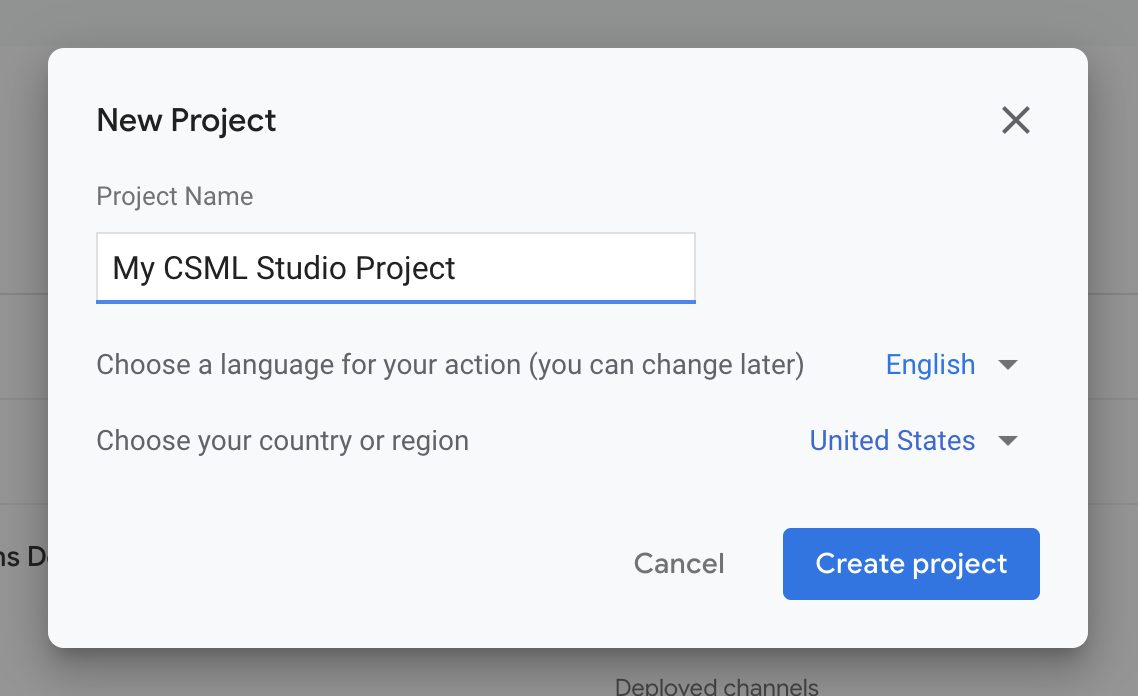 New Project
Project Name
My CSML Studio Project
Choose a language for your action (you can change later) English
Choose your country or region United States
Cancel Create project
Deployed channels